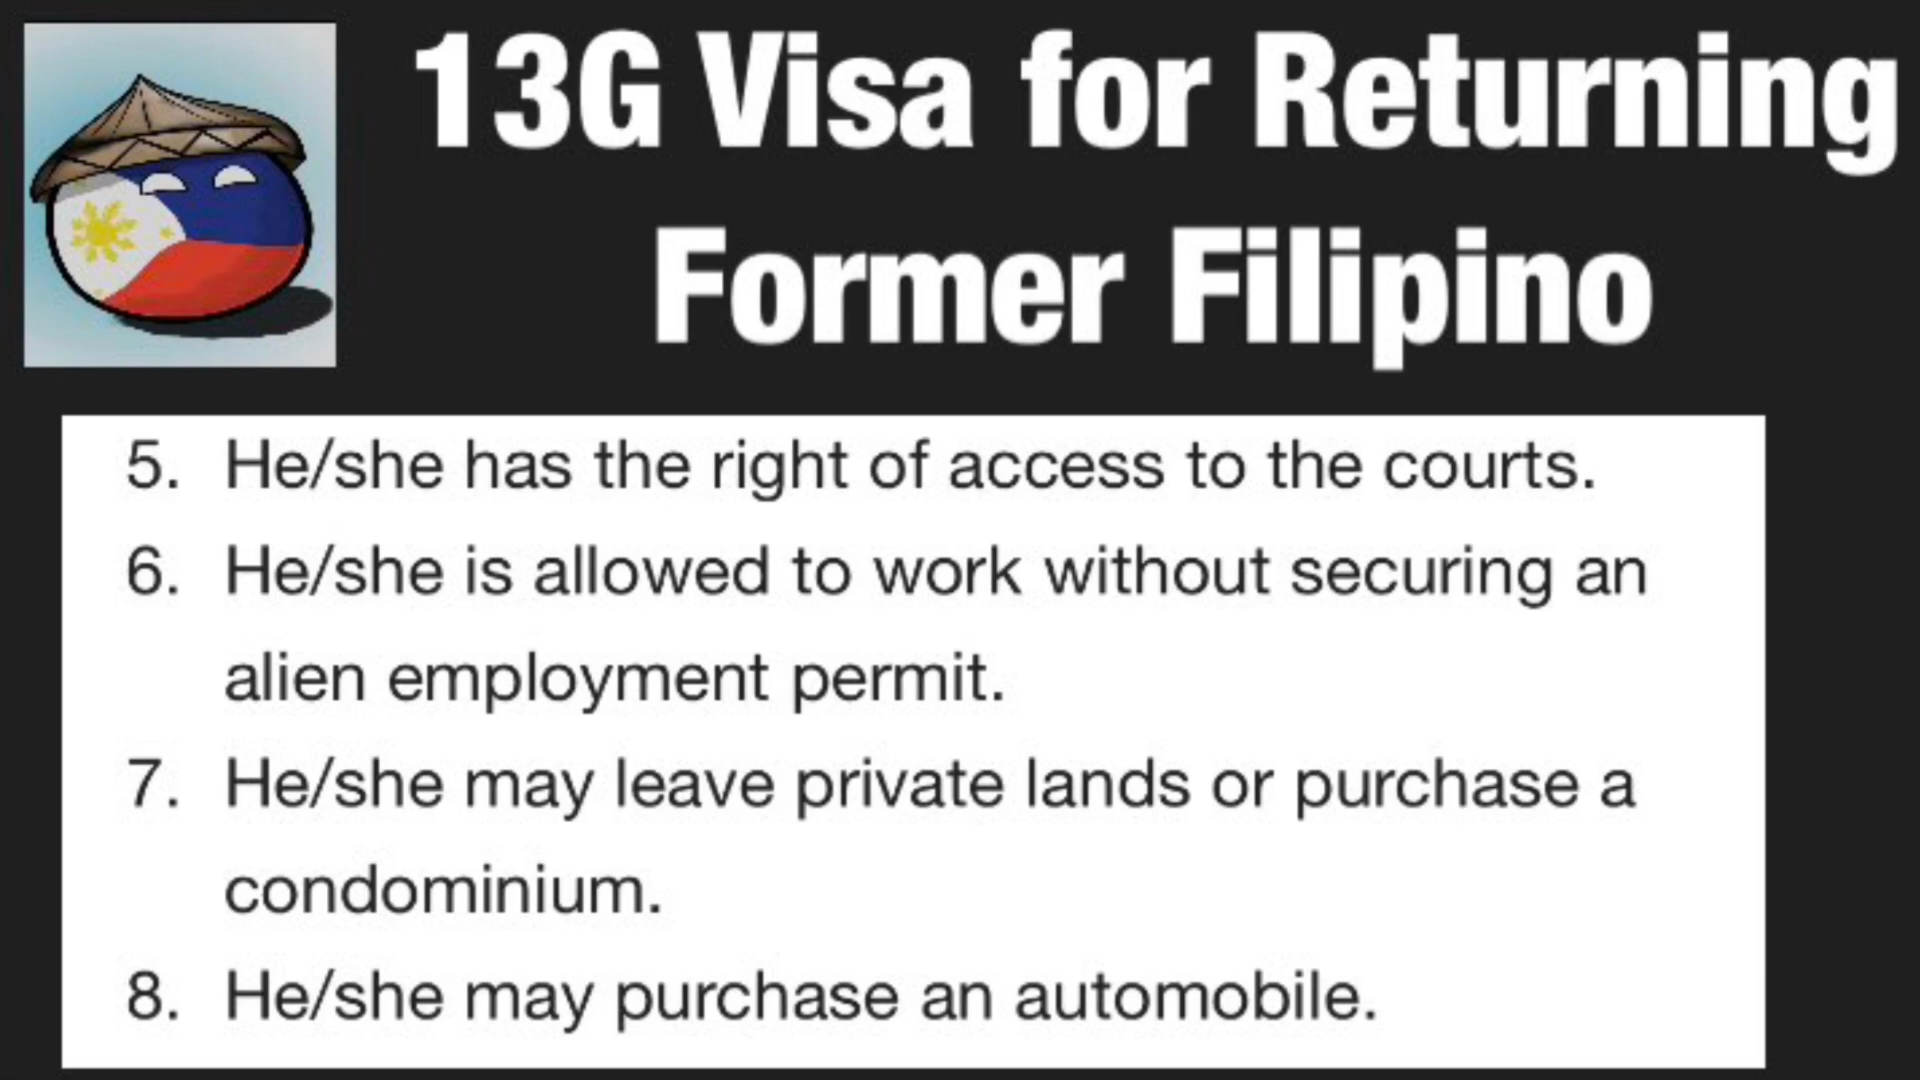 13G Visa for Returning
Former Filipino
5. He/she has the right of access to the courts.
6. He/she is allowed to work without securing an
alien employment permit.
7. He/she may leave private lands or purchase a
condominium.
8. He/she may purchase an automobile.